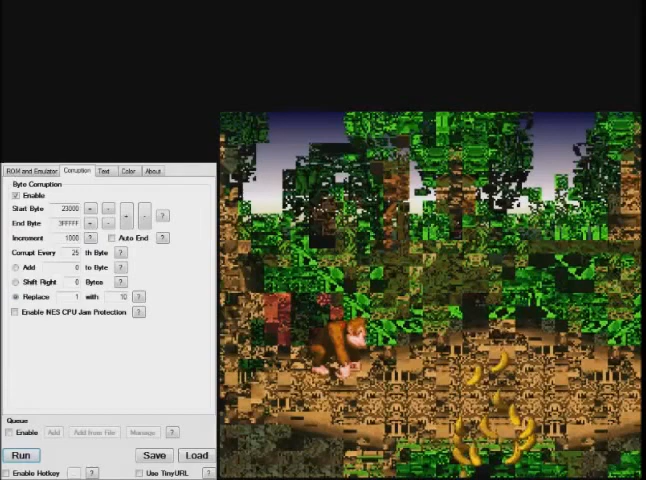 ROM and Emulator Corruption Text Color About
Byte Corruption
Enable
Start Byte 23000 + - + - ?
End Byte 3FFFFF + -
Increment 1000 ? Auto End ?
Corrupt Every 25 th Byte ?
Add 0 to Byte ?
Shift Right 0 Bytes ?
Replace 1 with 10 ?
Enable NES CPU Jam Protection ?
Queue
Enable Add Add from File Message ?
Run Save Load
Enable Hotkey ? Use TinyURL ?